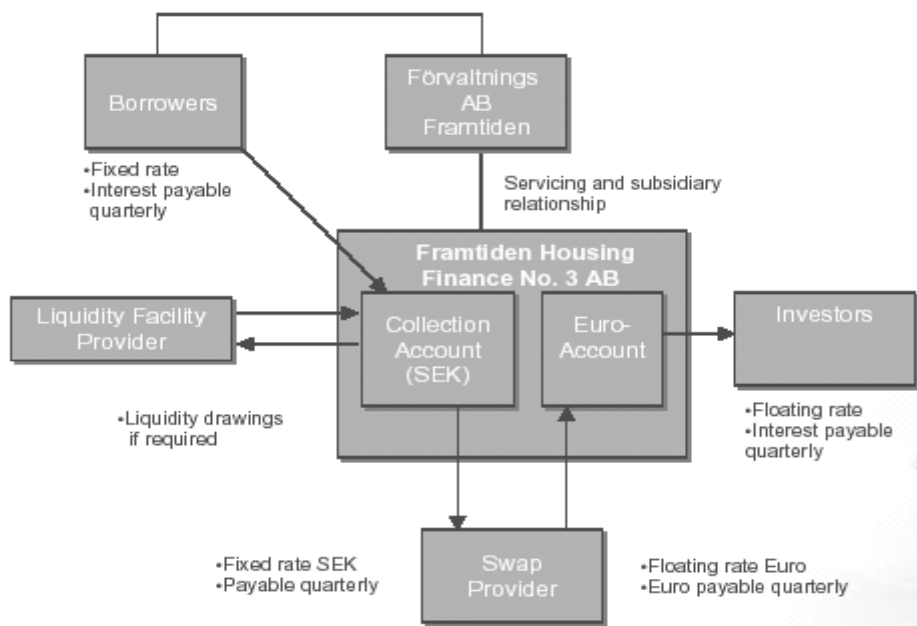 Borrowers
Förvaltnings
AB
Framtiden
•Fixed rate
•Interest payable
quarterly
Servicing and subsidiary
relationship
Framtiden Housing
Finance No. 3 AB
Liquidity Facility
Provider
Collection
Account
(SEK)
Euro-
Account
Investors
•Liquidity drawings
if required
•Floating rate
•Interest payable
quarterly
•Fixed rate SEK
•Payable quarterly
Swap
Provider
•Floating rate Euro
•Euro payable quarterly